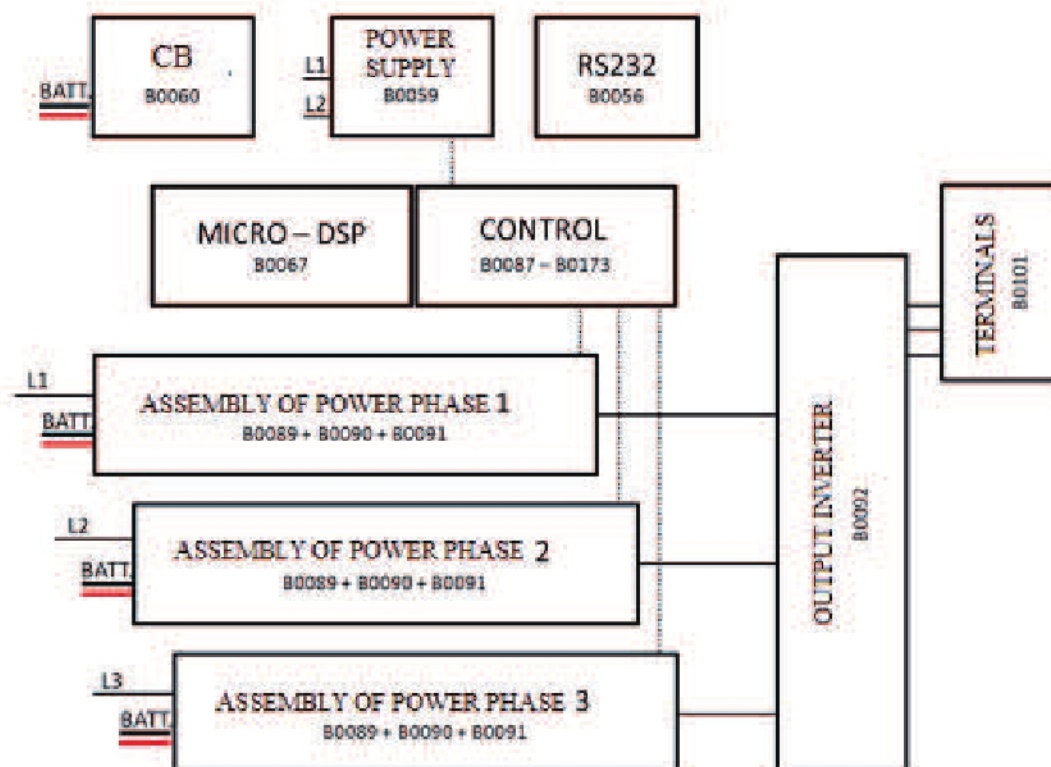 CB
B0060
BATT.
POWER
SUPPLY
B0059
L1
L2
RS232
B0056
MICRO – DSP
B0067
CONTROL
B0087 – B0173
TERMINALS
B0101
L1
BATT.
ASSEMBLY OF POWER PHASE 1
B0089 + B0090 + B0091
L2
BATT.
ASSEMBLY OF POWER PHASE 2
B0089 + B0090 + B0091
L3
BATT.
ASSEMBLY OF POWER PHASE 3
B0089 + B0090 + B0091
OUTPUT INVERTER
B0092